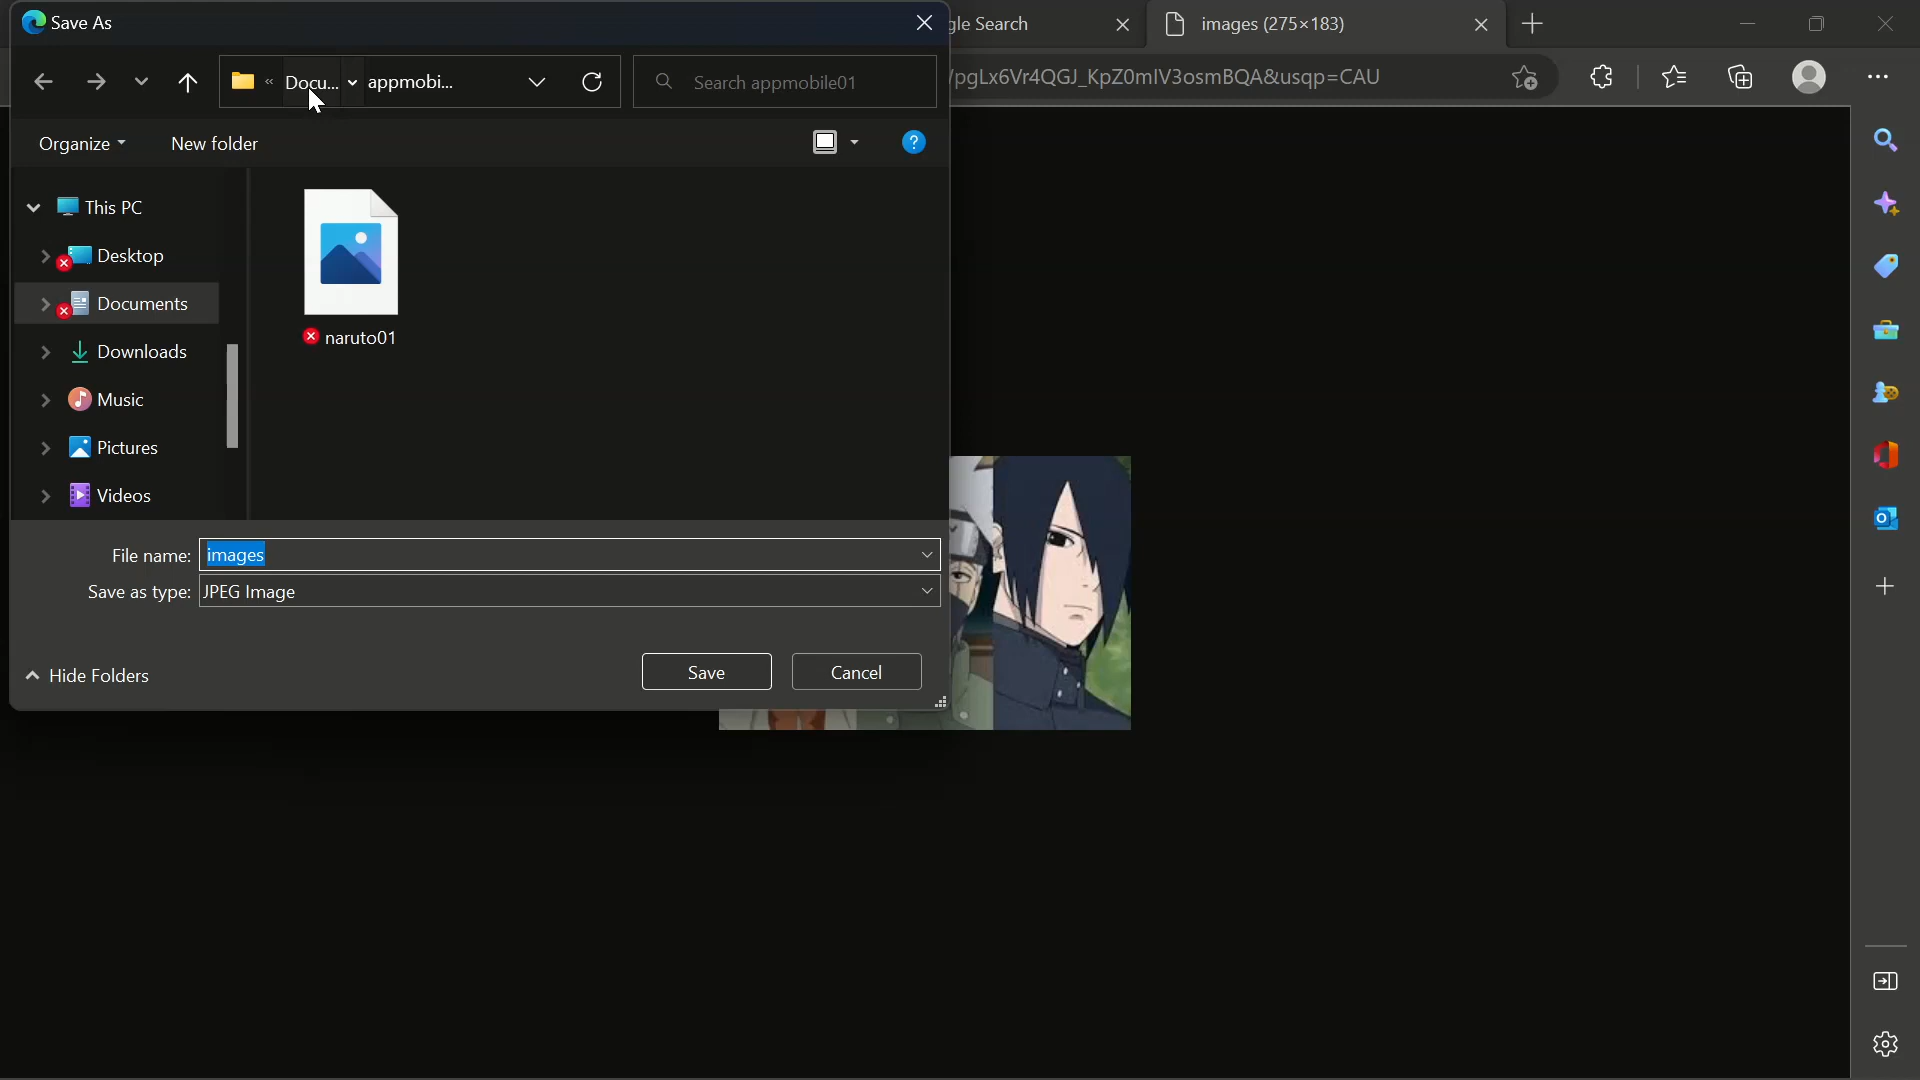 Save As
gle Search
images (275×183)
« Docu... appmobi...
Search appmobile01
/pgLx6Vr4QGJ_KpZ0mIV3osmBQA&usqp=CAU
Organize
New folder
?
This PC
Desktop
Documents
Downloads
Music
Pictures
Videos
naruto01
File name: images
Save as type: JPEG Image
Hide Folders
Save
Cancel